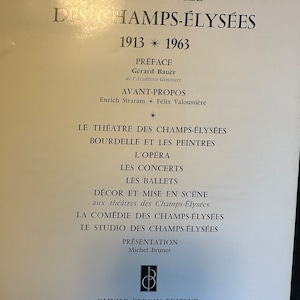 DES CHAMPS-ÉLYSÉES
1913 * 1963
PRÉFACE
Gérard Bauër
de l'Académie Goncourt
AVANT-PROPOS
Enrich Straram * Félix Valoussière
*
LE THÉATRE DES CHAMPS-ÉLYSÉES
BOURDELLE ET LES PEINTRES
L'OPÉRA
LES CONCERTS
LES BALLETS
DÉCOR ET MISE EN SCÈNE
aux théâtres des Champs-Élysées
LA COMÉDIE DES CHAMPS-ÉLYSÉES
LE STUDIO DES CHAMPS-ÉLYSÉES
PRÉSENTATION
Michel Brunet